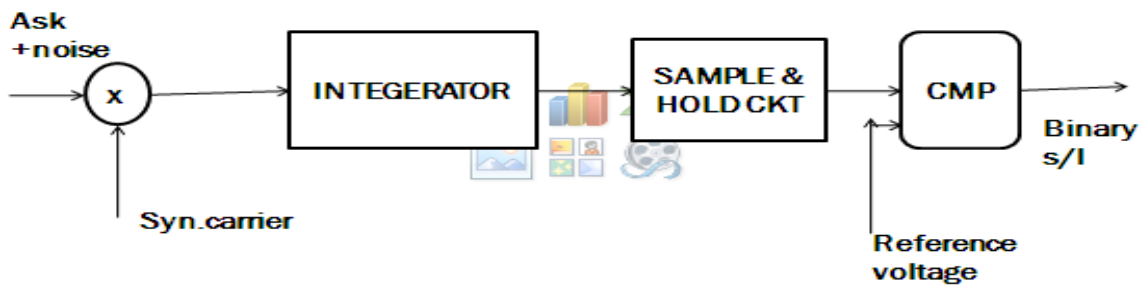 Ask
+noise
x
INTEGERATOR
SAMPLE &
HOLD CKT
CMP
Binary
s/l
Syn.carrier
Reference
voltage